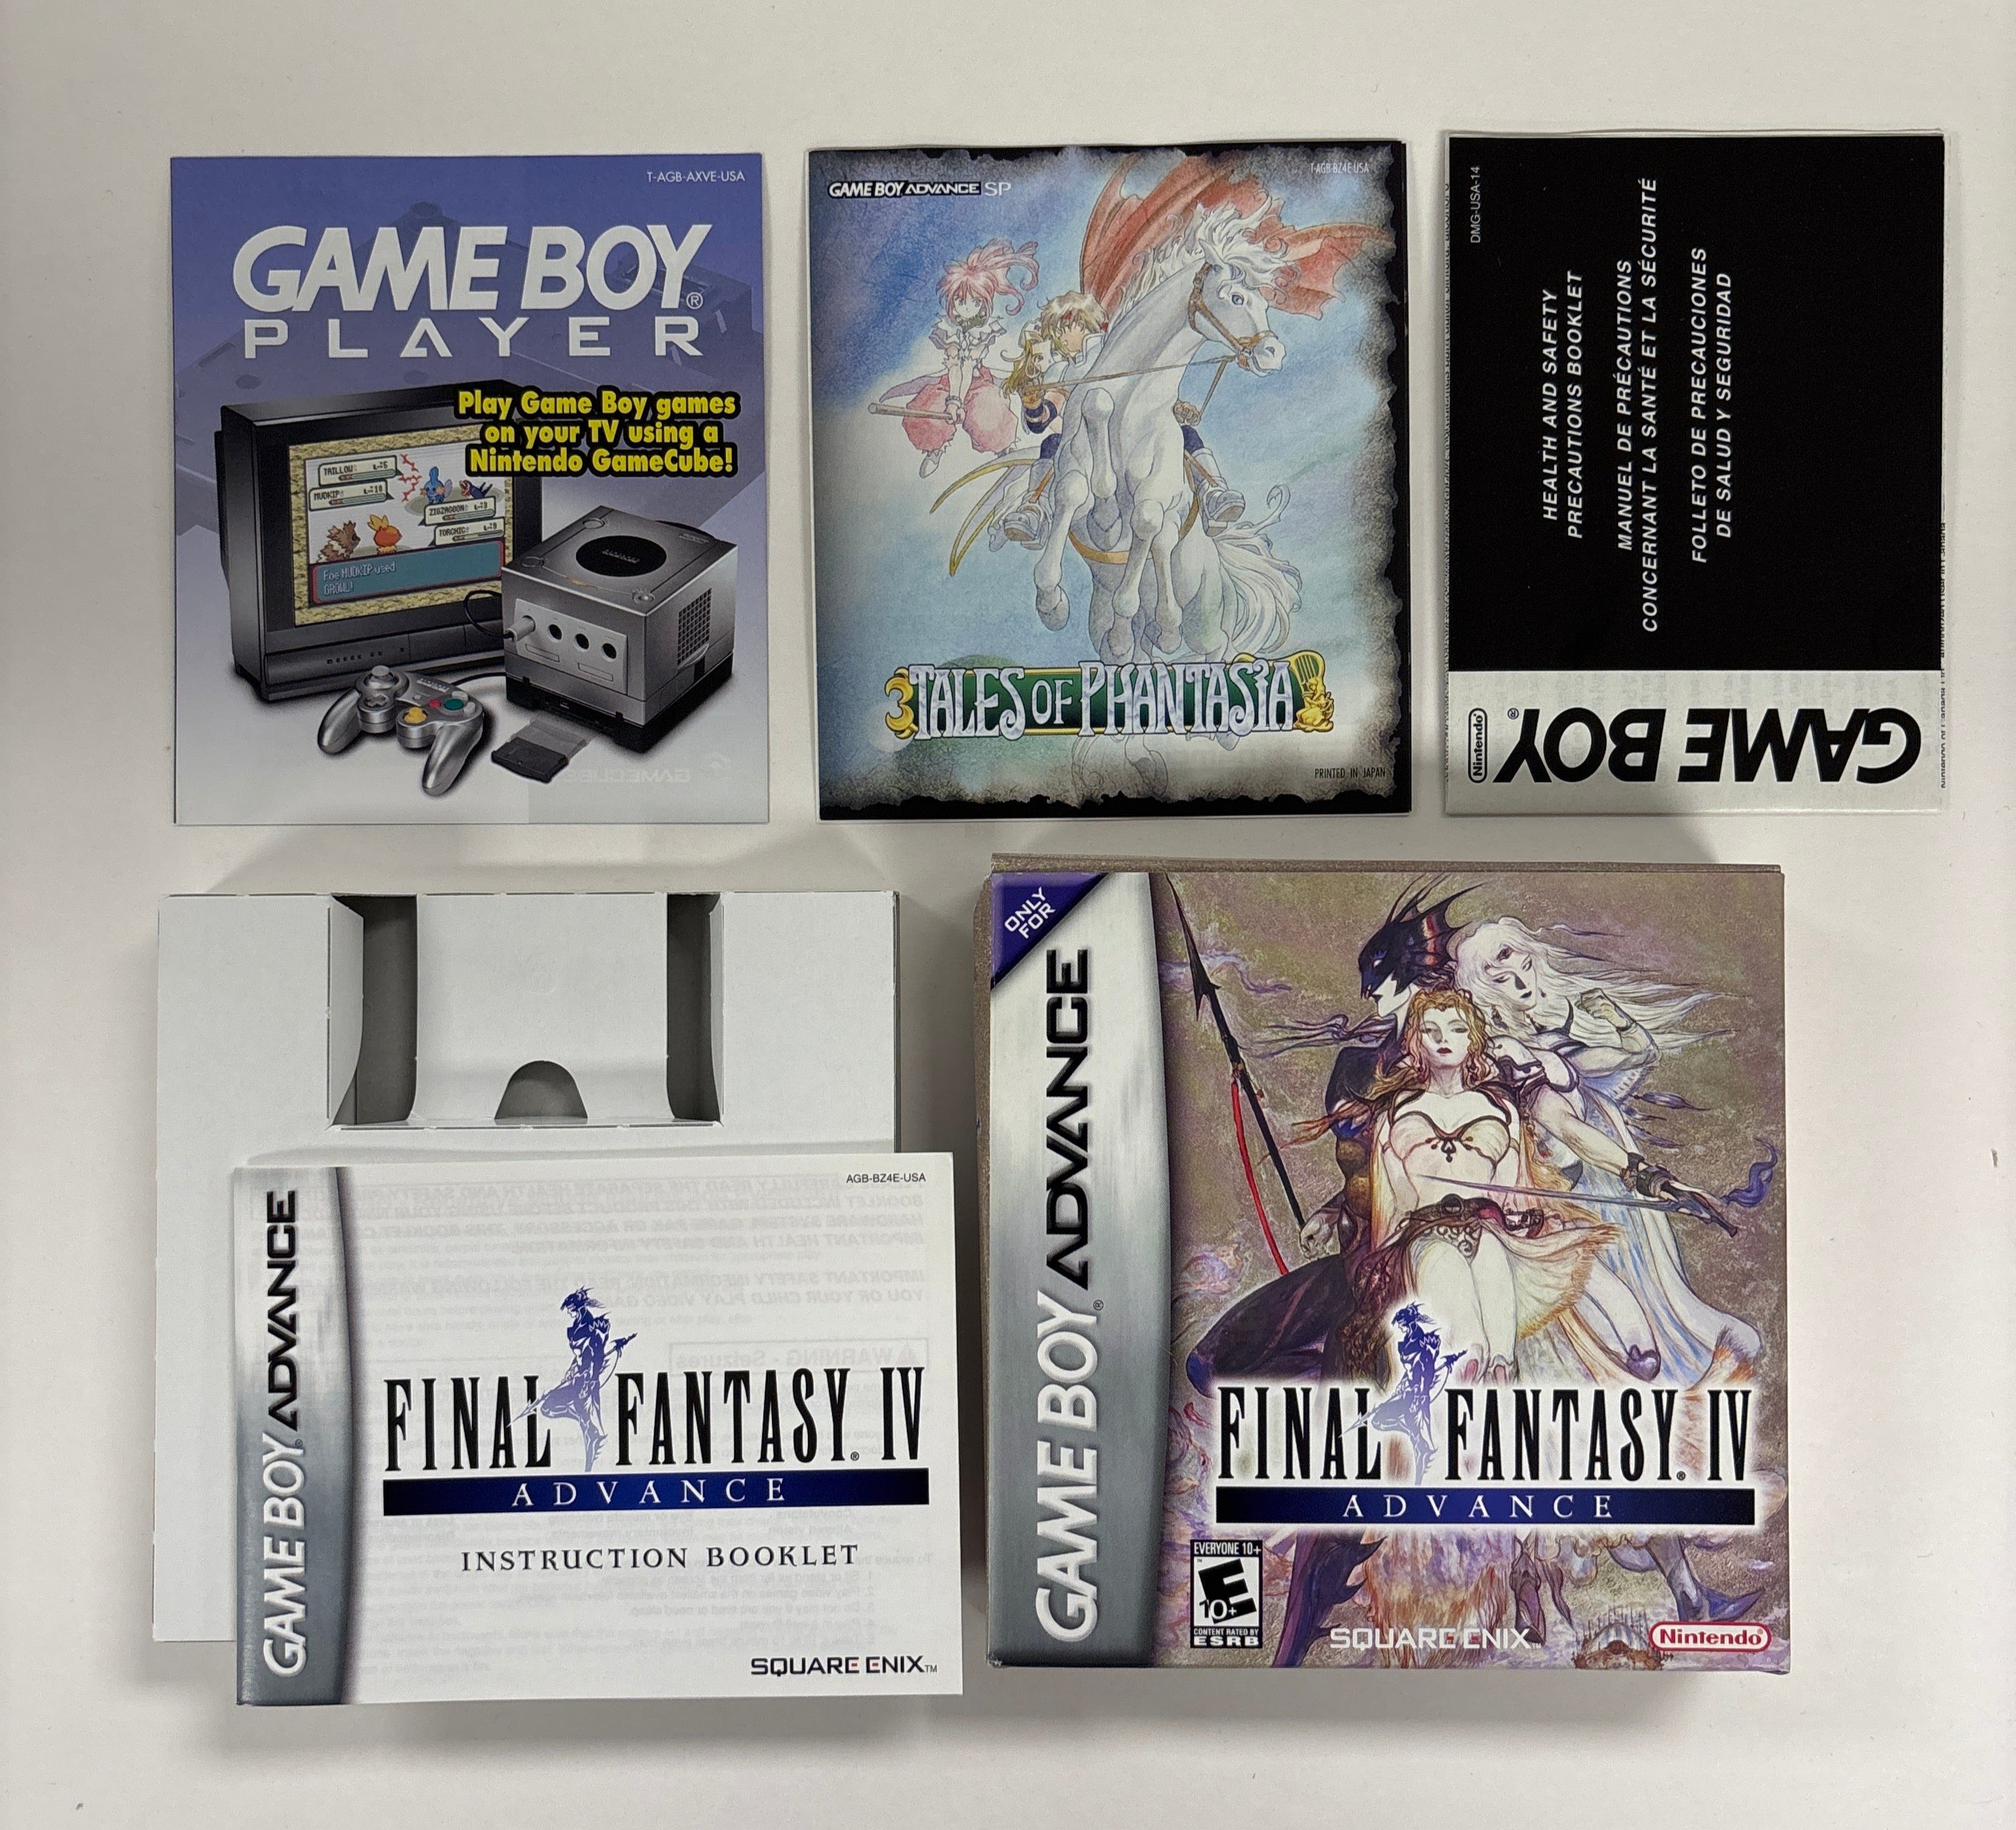 T-AGB-AXVE-USA
GAME BOY®
PLAYER
Play Game Boy games
on your TV using a
Nintendo GameCube!
TAILLOW
MUDKIP
ZIGZAGOON
TORCHIC
Foe MUDKIP used
GROWL!
GAME BOY ADVANCE SP
T-AGB-BZ4E-USA
TALES OF PHANTASIA
PRINTED IN JAPAN
DMG-USA-14
HEALTH AND SAFETY
PRECAUTIONS BOOKLET
MANUEL DE PRÉCAUTIONS
CONCERNANT LA SANTÉ ET LA SÉCURITÉ
FOLLETO DE PRECAUCIONES
DE SALUD Y SEGURIDAD
Nintendo®
GAME BOY®
AGB-BZ4E-USA
GAME BOY ADVANCE
FINAL FANTASY® IV
ADVANCE
INSTRUCTION BOOKLET
SQUARE ENIX™
ONLY
FOR
GAME BOY® ADVANCE
FINAL FANTASY® IV
ADVANCE
EVERYONE 10+
E
10+
CONTENT RATED BY
ESRB
SQUARE ENIX™
Nintendo®